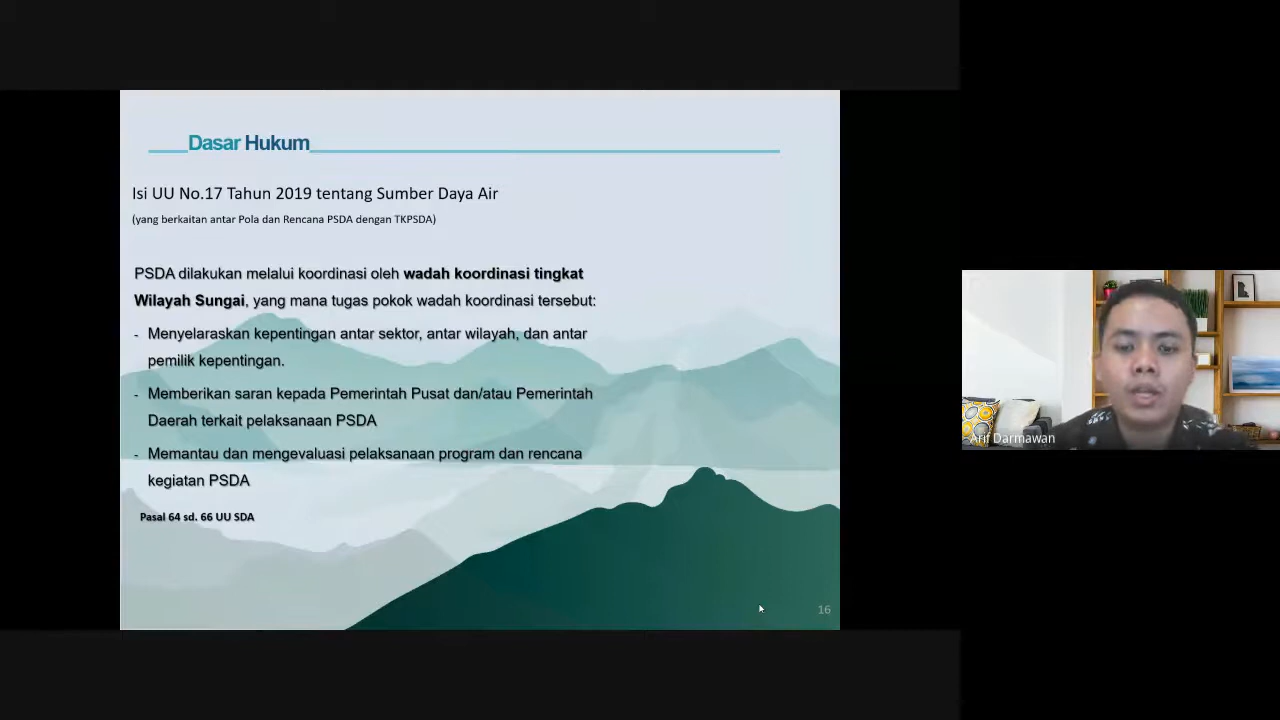 Dasar Hukum
Isi UU No.17 Tahun 2019 tentang Sumber Daya Air
(yang berkaitan antar Pola dan Rencana PSDA dengan TKPSDA)
PSDA dilakukan melalui koordinasi oleh wadah koordinasi tingkat
Wilayah Sungai, yang mana tugas pokok wadah koordinasi tersebut:
- Menyelaraskan kepentingan antar sektor, antar wilayah, dan antar
pemilik kepentingan.
- Memberikan saran kepada Pemerintah Pusat dan/atau Pemerintah
Daerah terkait pelaksanaan PSDA
- Memantau dan mengevaluasi pelaksanaan program dan rencana
kegiatan PSDA
Pasal 64 sd. 66 UU SDA
16
Arif Darmawan